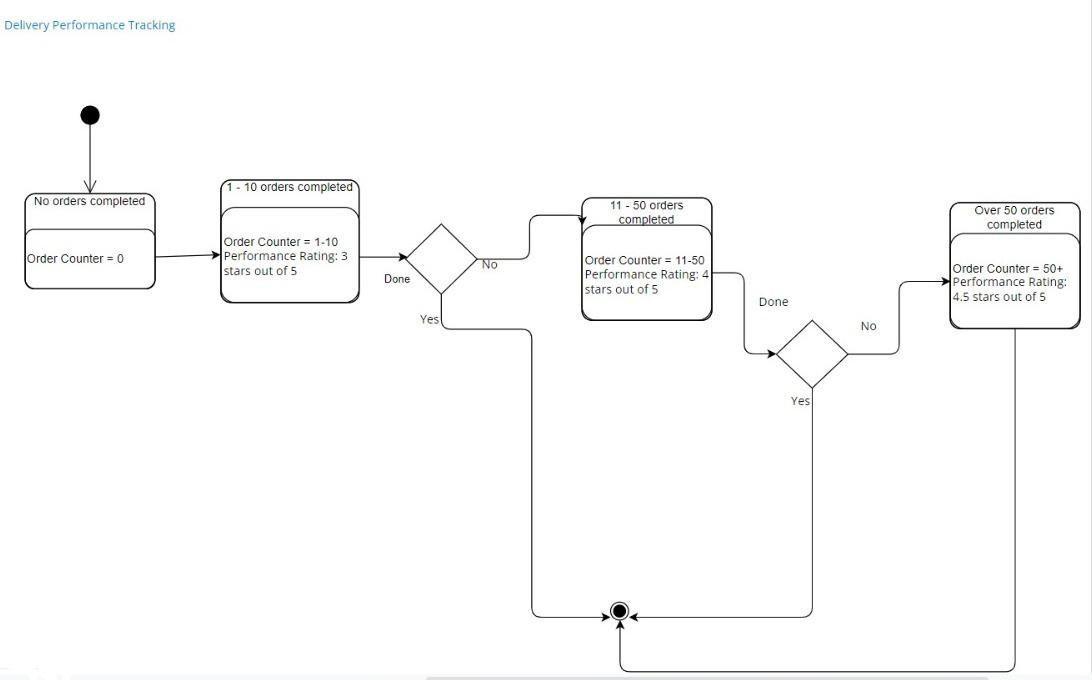 Delivery Performance Tracking
No orders completed
Order Counter = 0
1 - 10 orders completed
Order Counter = 1-10
Performance Rating: 3
stars out of 5
Done
No
Yes
11 - 50 orders
completed
Order Counter = 11-50
Performance Rating: 4
stars out of 5
Done
No
Yes
Over 50 orders
completed
Order Counter = 50+
Performance Rating:
4.5 stars out of 5